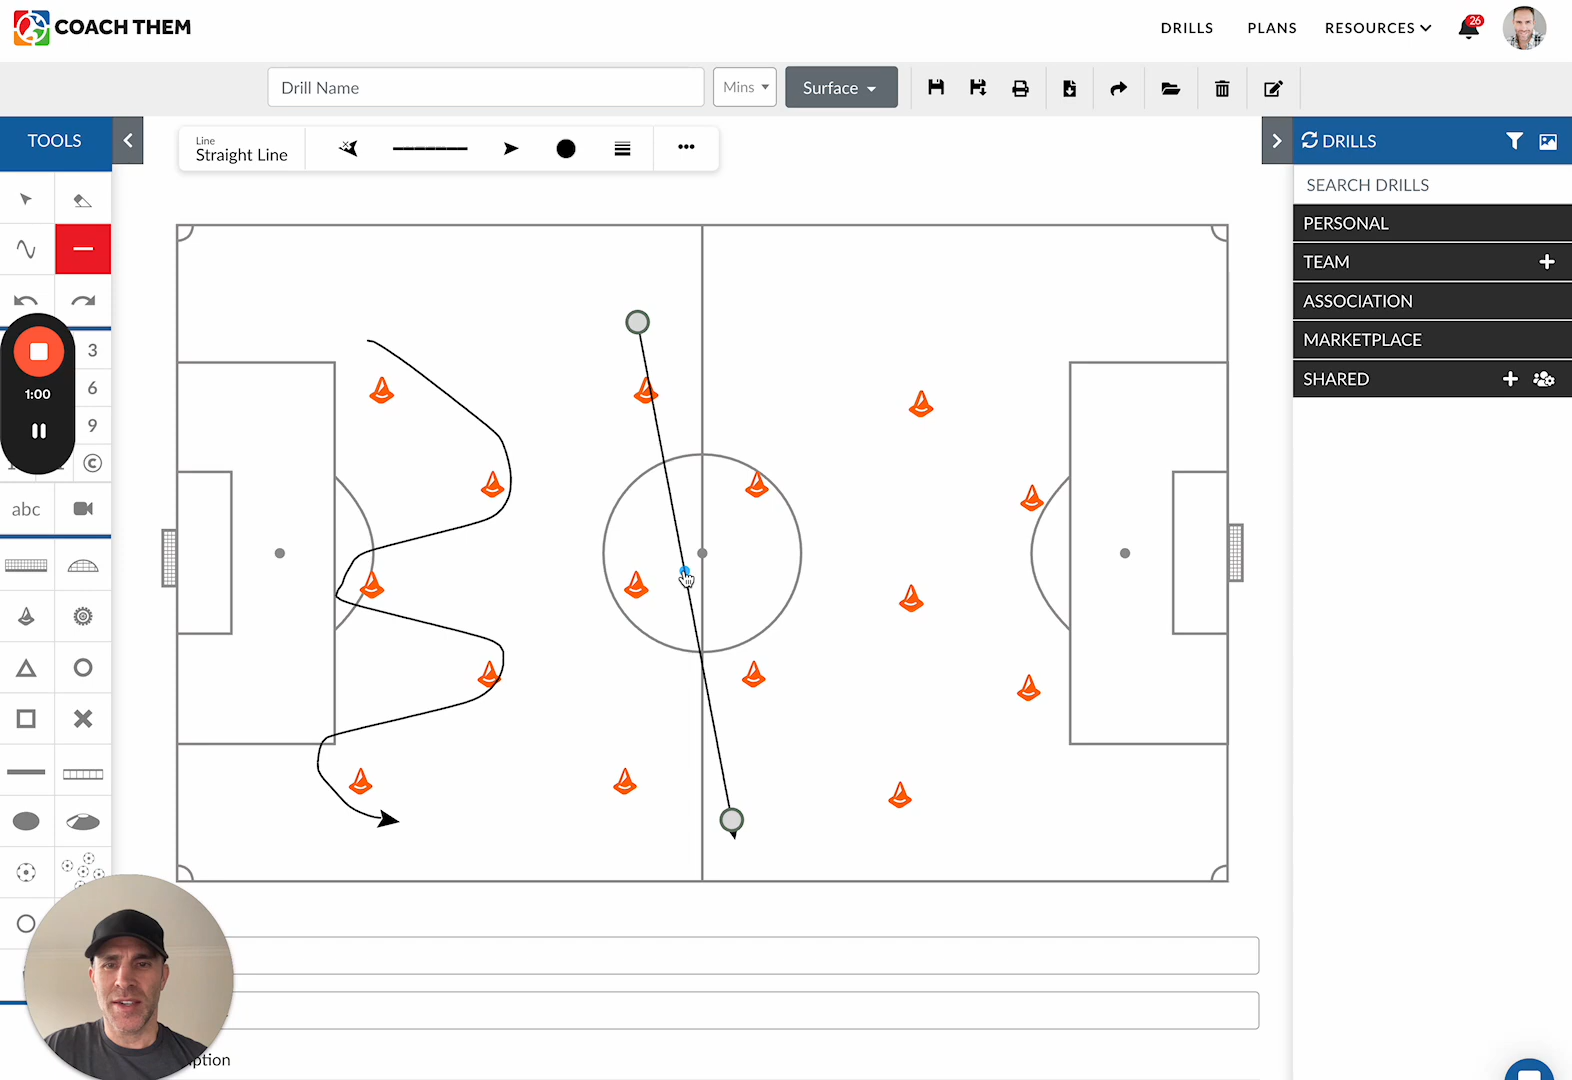 COACH THEM
DRILLS
PLANS
RESOURCES
26
Drill Name
Mins
Surface
TOOLS
Line
Straight Line
DRILLS
SEARCH DRILLS
PERSONAL
TEAM
ASSOCIATION
MARKETPLACE
SHARED
1:00
3
6
9
©
abc